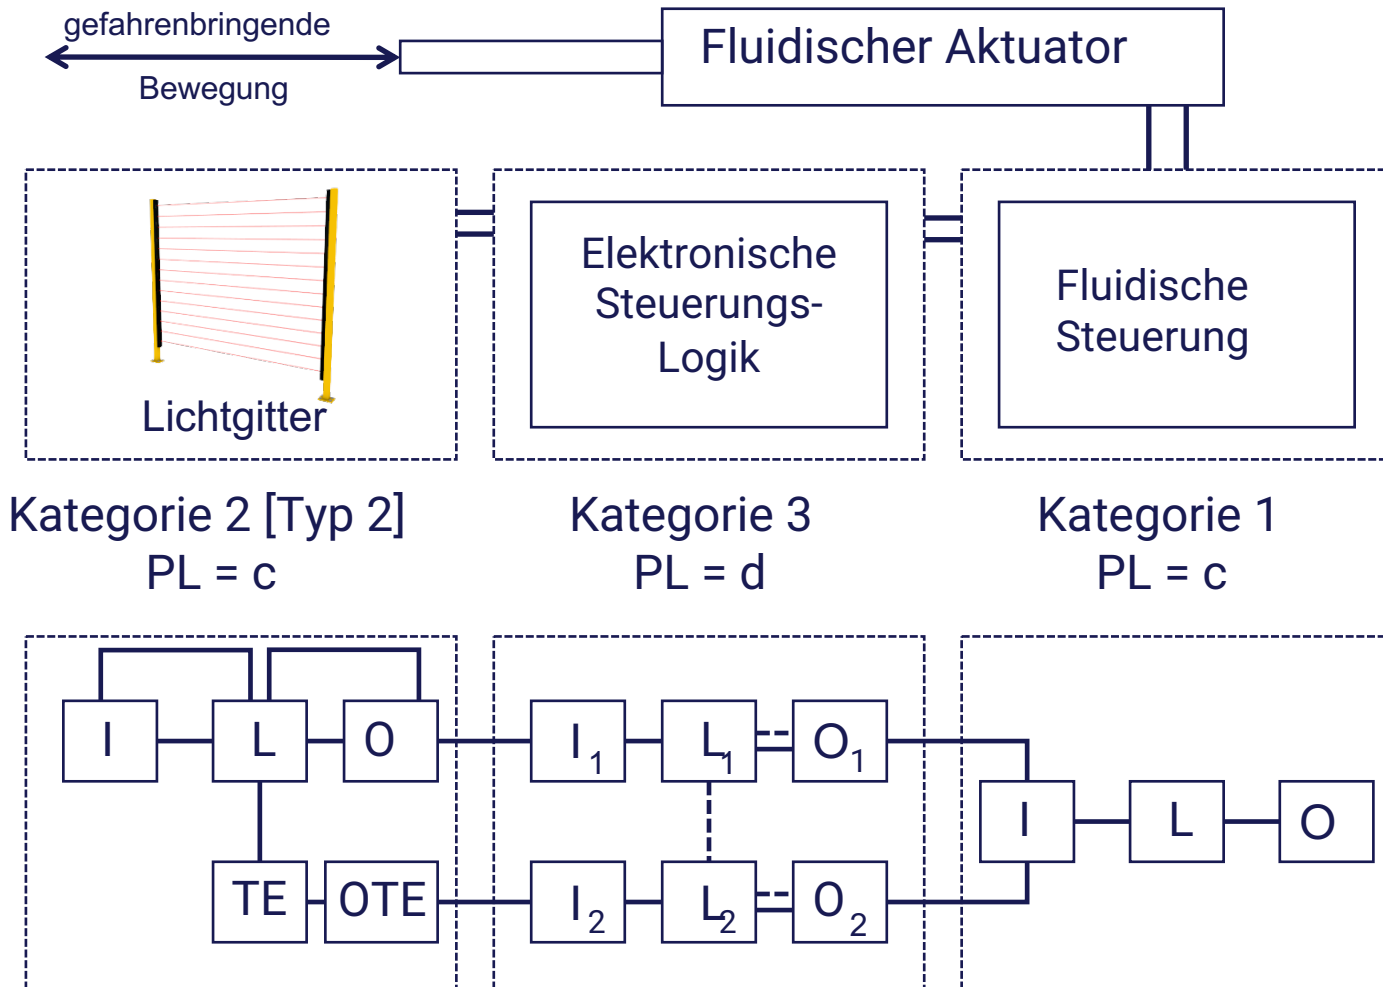 gefahrenbringende
Bewegung
Fluidischer Aktuator
Lichtgitter
Elektronische
Steuerungs-
Logik
Fluidische
Steuerung
Kategorie 2 [Typ 2]
PL = c
Kategorie 3
PL = d
Kategorie 1
PL = c
I L O
TE OTE
I1 L1 O1
I2 L2 O2
I L O